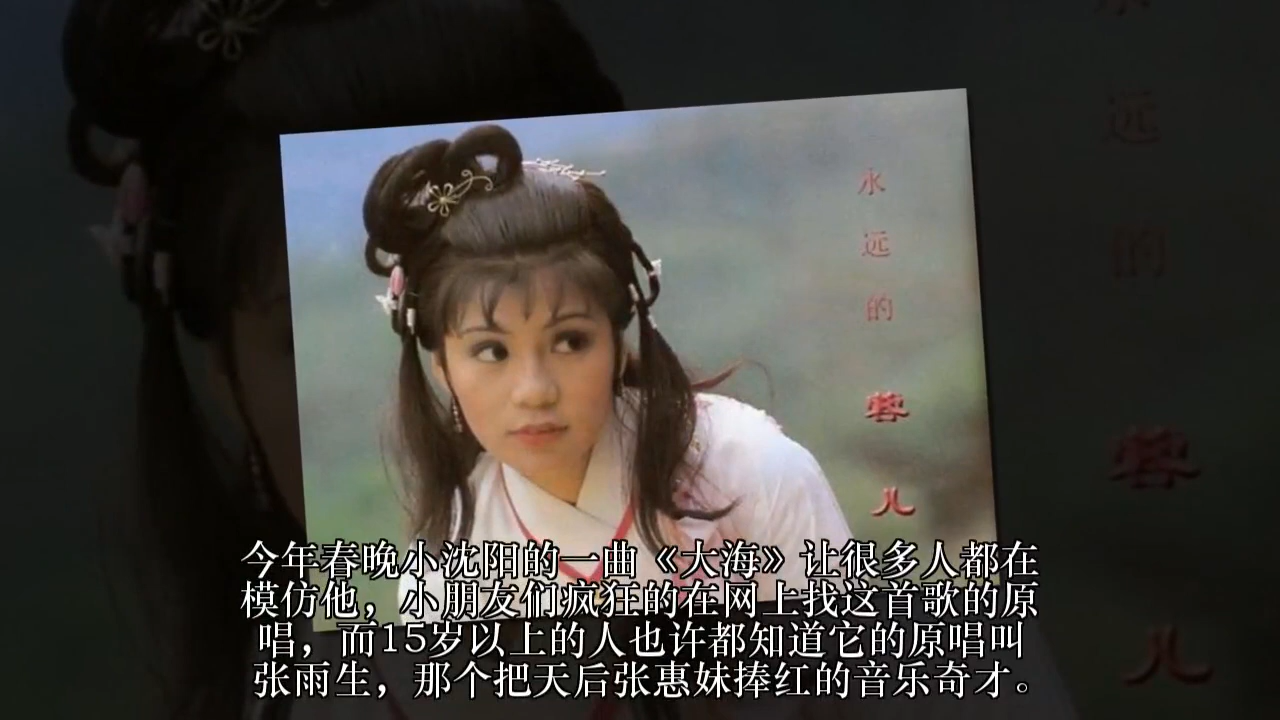 永远的蓉儿
今年春晚小沈阳的一曲《大海》让很多人都在
模仿他，小朋友们疯狂的在网上找这首歌的原
唱，而15岁以上的人也许都知道它的原唱叫
张雨生，那个把天后张惠妹捧红的音乐奇才。